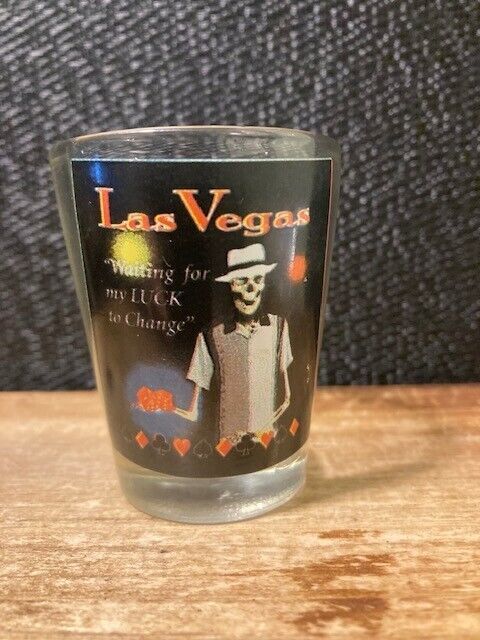 Las Vegas
"Waiting for
my LUCK
to Change"